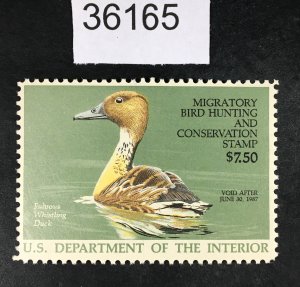 36165
MIGRATORY
BIRD HUNTING
AND
CONSERVATION
STAMP
$7.50
VOID AFTER
JUNE 30, 1987
Fulvous
Whistling
Duck
U.S. DEPARTMENT OF THE INTERIOR